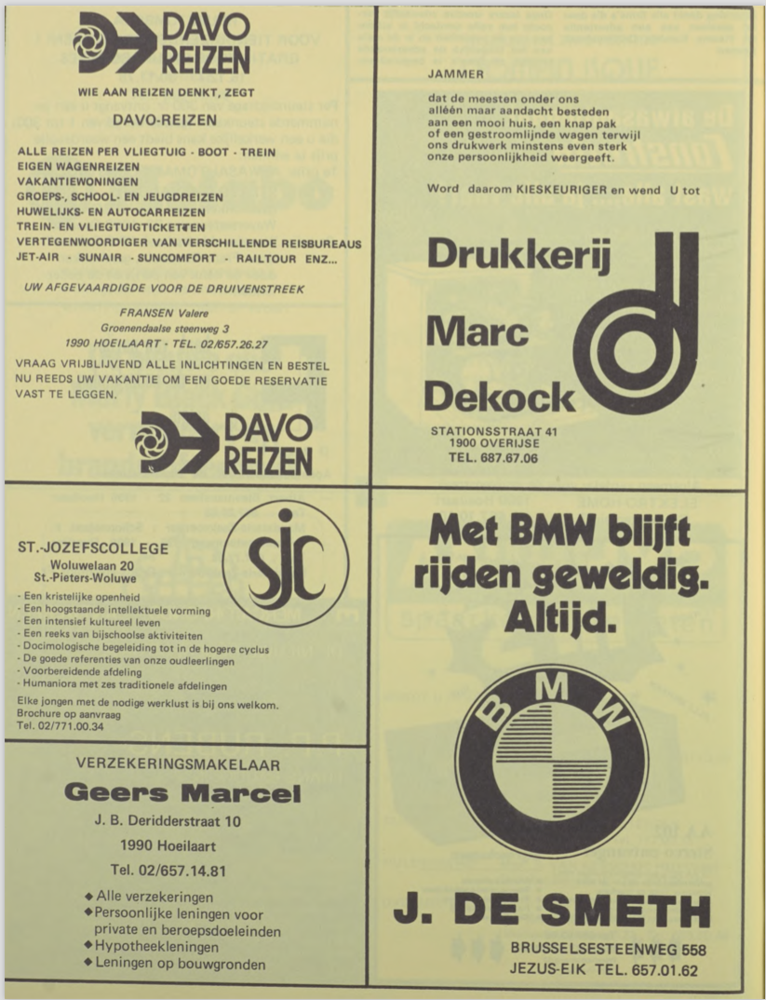 DAVO
REIZEN
WIE AAN REIZEN DENKT, ZEGT
DAVO-REIZEN
ALLE REIZEN PER VLIEGTUIG - BOOT - TREIN
EIGEN WAGENREIZEN
VAKANTIEWONINGEN
GROEPS-, SCHOOL- EN JEUGDREIZEN
HUWELIJKS- EN AUTOCARREIZEN
TREIN- EN VLIEGTUIGTICKETTEN
VERTEGENWOORDIGER VAN VERSCHILLENDE REISBUREAUS
JET-AIR - SUNAIR - SUNCOMFORT - RAILTOUR ENZ...
UW AFGEVAARDIGDE VOOR DE DRUIVENSTREEK
FRANSEN Valere
Groenendaalse steenweg 3
1990 HOEILAART - TEL. 02/657.26.27
VRAAG VRIJBLIJVEND ALLE INLICHTINGEN EN BESTEL
NU REEDS UW VAKANTIE OM EEN GOEDE RESERVATIE
VAST TE LEGGEN.
DAVO
REIZEN
JAMMER
dat de meesten onder ons
alléén maar aandacht besteden
aan een mooi huis, een knap pak
of een gestroomlijnde wagen terwijl
ons drukwerk minstens even sterk
onze persoonlijkheid weergeeft.
Word daarom KIESKEURIGER en wend U tot
Drukkerij
Marc
Dekock
d
STATIONSSTRAAT 41
1900 OVERIJSE
TEL. 687.67.06
ST.-JOZEFSCOLLEGE
Woluwelaan 20
St.-Pieters-Woluwe
sjc
- Een kristelijke openheid
- Een hoogstaande intellektuele vorming
- Een intensief kultureel leven
- Een reeks van bijschoolse aktiviteiten
- Docimologische begeleiding tot in de hogere cyclus
- De goede referenties van onze oudleerlingen
- Voorbereidende afdeling
- Humaniora met zes traditionele afdelingen
Elke jongen met de nodige werklust is bij ons welkom.
Brochure op aanvraag
Tel. 02/771.00.34
VERZEKERINGSMAKELAAR
Geers Marcel
J. B. Deridderstraat 10
1990 Hoeilaart
Tel. 02/657.14.81
◆ Alle verzekeringen
◆ Persoonlijke leningen voor
private en beroepsdoeleinden
◆ Hypotheekleningen
◆ Leningen op bouwgronden
Met BMW blijft
rijden geweldig.
Altijd.
BMW
J. DE SMETH
BRUSSELSESTEENWEG 558
JEZUS-EIK TEL. 657.01.62